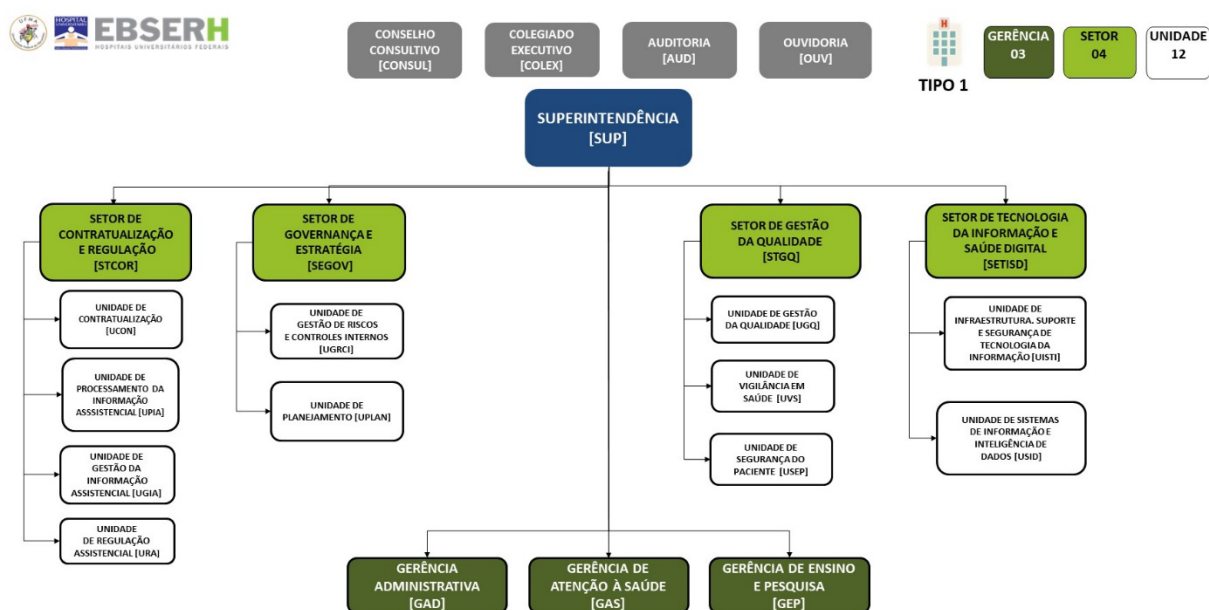 UFMA
HOSPITAL
EBSERH
HOSPITAIS UNIVERSITÁRIOS FEDERAIS
CONSELHO
CONSULTIVO
[CONSUL]
COLEGIADO
EXECUTIVO
[COLEX]
AUDITORIA
[AUD]
OUVIDORIA
[OUV]
H
TIPO 1
GERÊNCIA
03
SETOR
04
UNIDADE
12
SUPERINTENDÊNCIA
[SUP]
SETOR DE
CONTRATUALIZAÇÃO
E REGULAÇÃO
[STCOR]
UNIDADE DE
CONTRATUALIZAÇÃO
[UCON]
UNIDADE DE
PROCESSAMENTO DA
INFORMAÇÃO
ASSSISTENCIAL [UPIA]
UNIDADE DE
GESTÃO DA
INFORMAÇÃO
ASSISTENCIAL [UGIA]
UNIDADE
DE REGULAÇÃO
ASSISTENCIAL [URA]
SETOR DE
GOVERNANÇA E
ESTRATÉGIA
[SEGOV]
UNIDADE DE
GESTÃO DE RISCOS
E CONTROLES INTERNOS
[UGRCI]
UNIDADE DE
PLANEJAMENTO [UPLAN]
SETOR DE GESTÃO
DA QUALIDADE
[STGQ]
UNIDADE DE GESTÃO
DA QUALIDADE [UGQ]
UNIDADE DE
VIGILÂNCIA EM
SAÚDE [UVS]
UNIDADE DE
SEGURANÇA DO
PACIENTE [USEP]
SETOR DE TECNOLOGIA
DA INFORMAÇÃO E
SAÚDE DIGITAL
[SETISD]
UNIDADE DE
INFRAESTRUTURA. SUPORTE
E SEGURANÇA DE
TECNOLOGIA DA
INFORMAÇÃO [UISTI]
UNIDADE DE SISTEMAS
DE INFORMAÇÃO E
INTELIGÊNCIA DE
DADOS [USID]
GERÊNCIA
ADMINISTRATIVA
[GAD]
GERÊNCIA DE
ATENÇÃO À SAÚDE
[GAS]
GERÊNCIA DE ENSINO
E PESQUISA
[GEP]